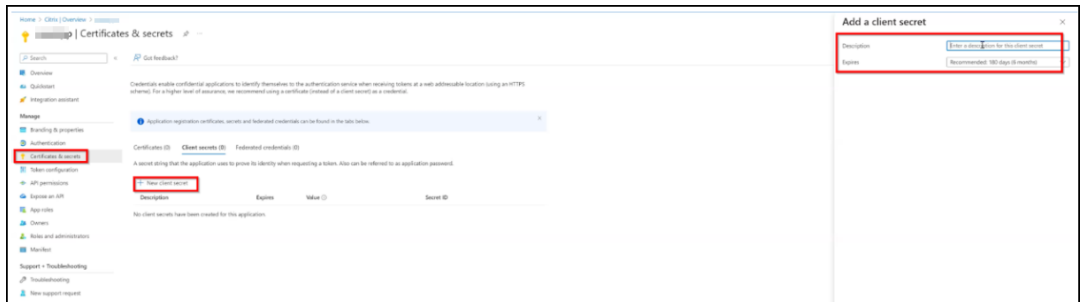 Home > Citrix | Overview >
| Certificates & secrets
Search
Got feedback?
Overview
Quickstart
Integration assistant
Manage
Branding & properties
Authentication
Certificates & secrets
Token configuration
API permissions
Expose an API
App roles
Owners
Roles and administrators
Manifest
Support + Troubleshooting
Troubleshooting
New support request
Credentials enable confidential applications to identify themselves to the authentication service when receiving tokens at a web addressable location (using an HTTPS
scheme). For a higher level of assurance, we recommend using a certificate (instead of a client secret) as a credential.
Application registration certificates, secrets and federated credentials can be found in the tabs below.
Certificates (0) Client secrets (0) Federated credentials (0)
A secret string that the application uses to prove its identity when requesting a token. Also can be referred to as application password.
+ New client secret
Description Expires Value Secret ID
No client secrets have been created for this application.
Add a client secret
Description Enter a description for this client secret
Expires Recommended: 180 days (6 months)